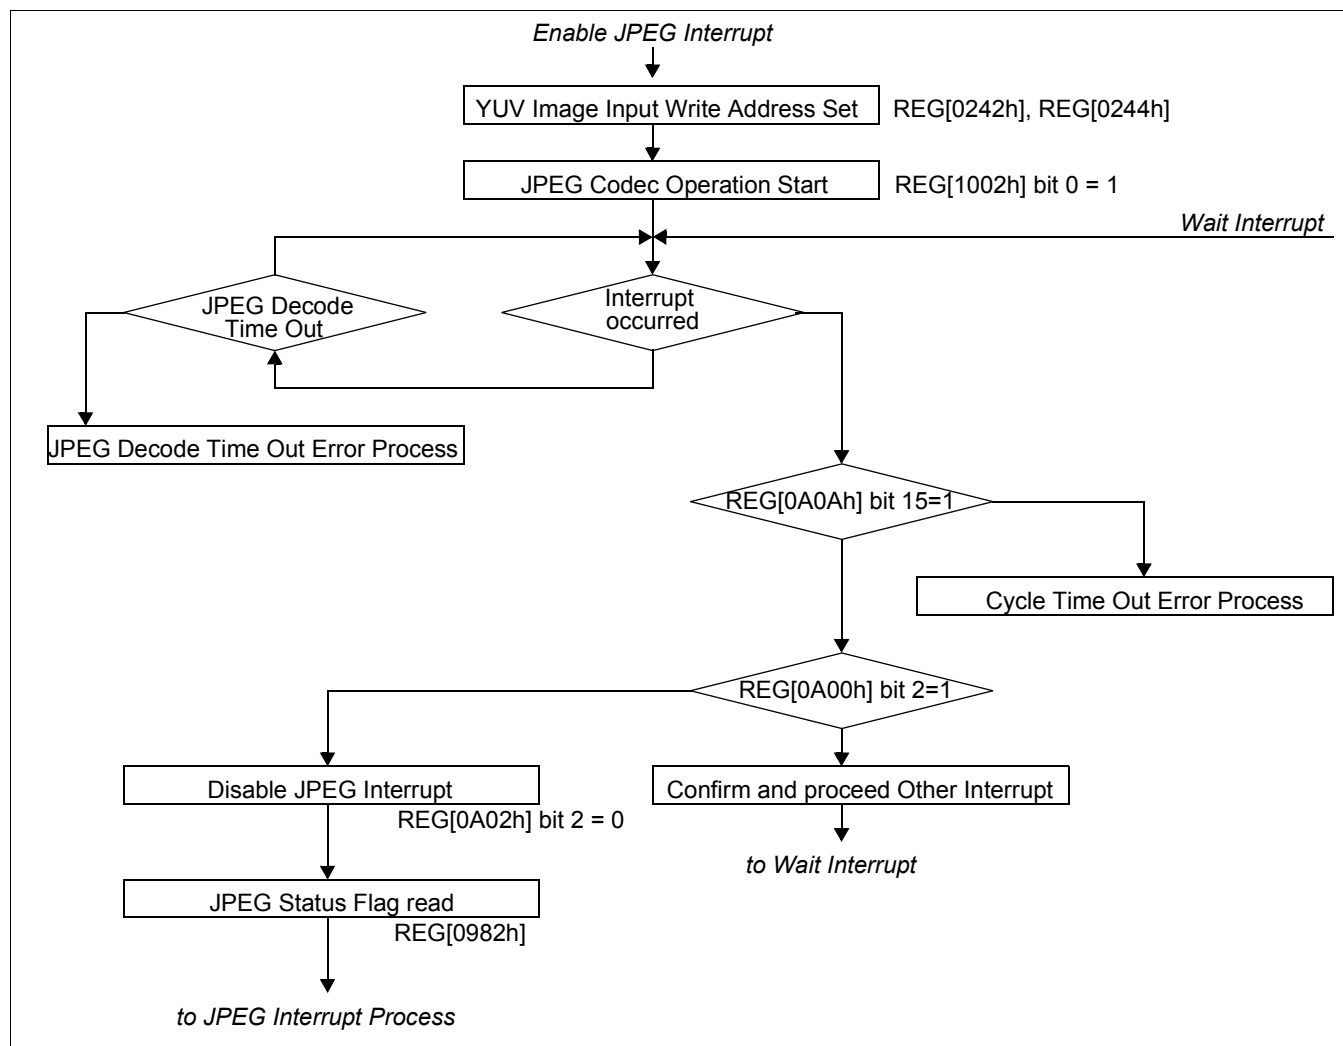 Enable JPEG Interrupt
YUV Image Input Write Address Set
REG[0242h], REG[0244h]
JPEG Codec Operation Start
REG[1002h] bit 0 = 1
Wait Interrupt
JPEG Decode
Time Out
Interrupt
occurred
JPEG Decode Time Out Error Process
REG[0A0Ah] bit 15=1
Cycle Time Out Error Process
REG[0A00h] bit 2=1
Disable JPEG Interrupt
REG[0A02h] bit 2 = 0
Confirm and proceed Other Interrupt
to Wait Interrupt
JPEG Status Flag read
REG[0982h]
to JPEG Interrupt Process